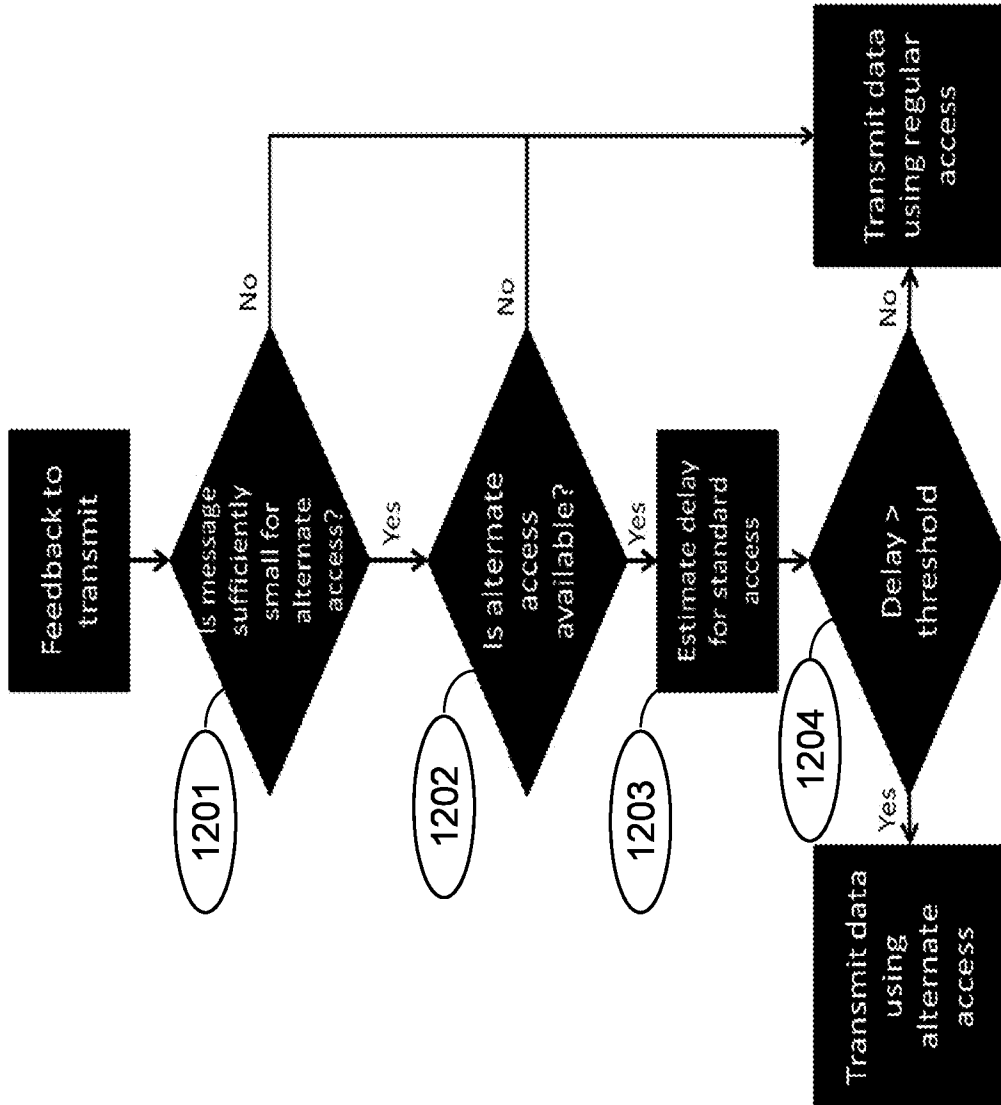 Feedback to
transmit
1201
Is message
sufficiently
small for
alternate
access?
No
Yes
1202
Is alternate
access
available?
No
Yes
1203
Estimate delay
for standard
access
1204
Delay >
threshold
Yes
No
Transmit data
using
alternate
access
Transmit data
using regular
access